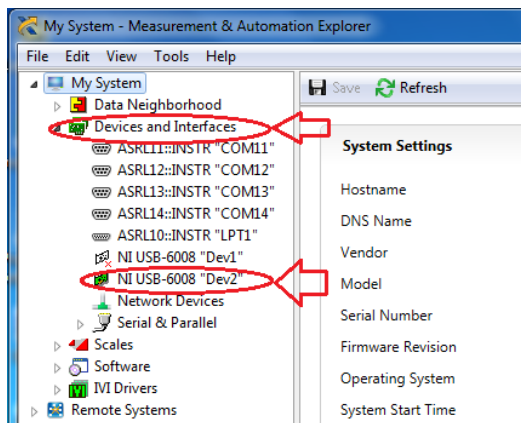 My System - Measurement & Automation Explorer
File Edit View Tools Help
My System
Data Neighborhood
Devices and Interfaces
ASRL11::INSTR "COM11"
ASRL12::INSTR "COM12"
ASRL13::INSTR "COM13"
ASRL14::INSTR "COM14"
ASRL10::INSTR "LPT1"
NI USB-6008 "Dev1"
NI USB-6008 "Dev2"
Network Devices
Serial & Parallel
Scales
Software
IVI Drivers
Remote Systems
Save Refresh
System Settings
Hostname
DNS Name
Vendor
Model
Serial Number
Firmware Revision
Operating System
System Start Time